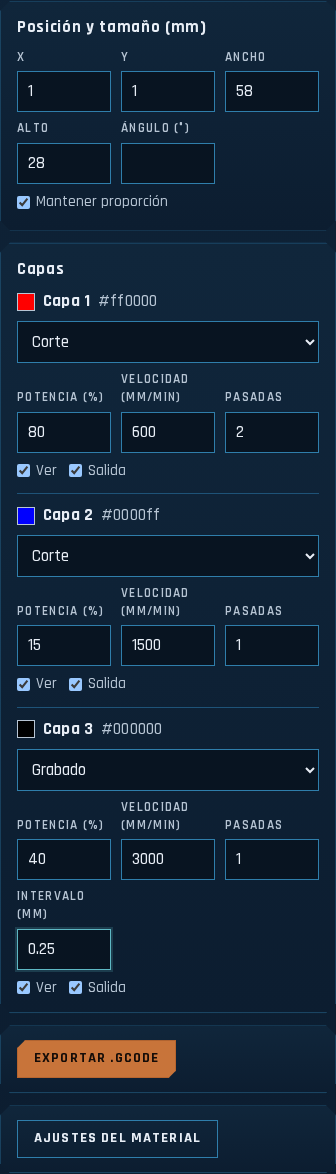 Posición y tamaño (mm)
X Y ANCHO
1 1 58
ALTO ÁNGULO (°)
28
Mantener proporción
Capas
Capa 1 #ff0000
Corte
POTENCIA (%) VELOCIDAD (MM/MIN) PASADAS
80 600 2
Ver Salida
Capa 2 #0000ff
Corte
POTENCIA (%) VELOCIDAD (MM/MIN) PASADAS
15 1500 1
Ver Salida
Capa 3 #000000
Grabado
POTENCIA (%) VELOCIDAD (MM/MIN) PASADAS
40 3000 1
INTERVALO
(MM)
0,25
Ver Salida
EXPORTAR .GCODE
AJUSTES DEL MATERIAL